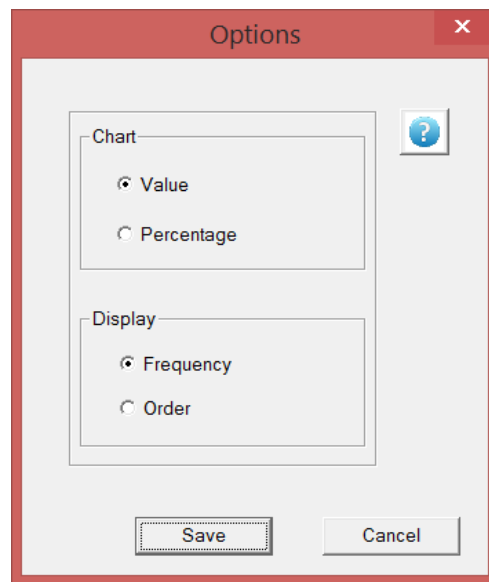 Options
x
?
Chart
Value
Percentage
Display
Frequency
Order
Save Cancel